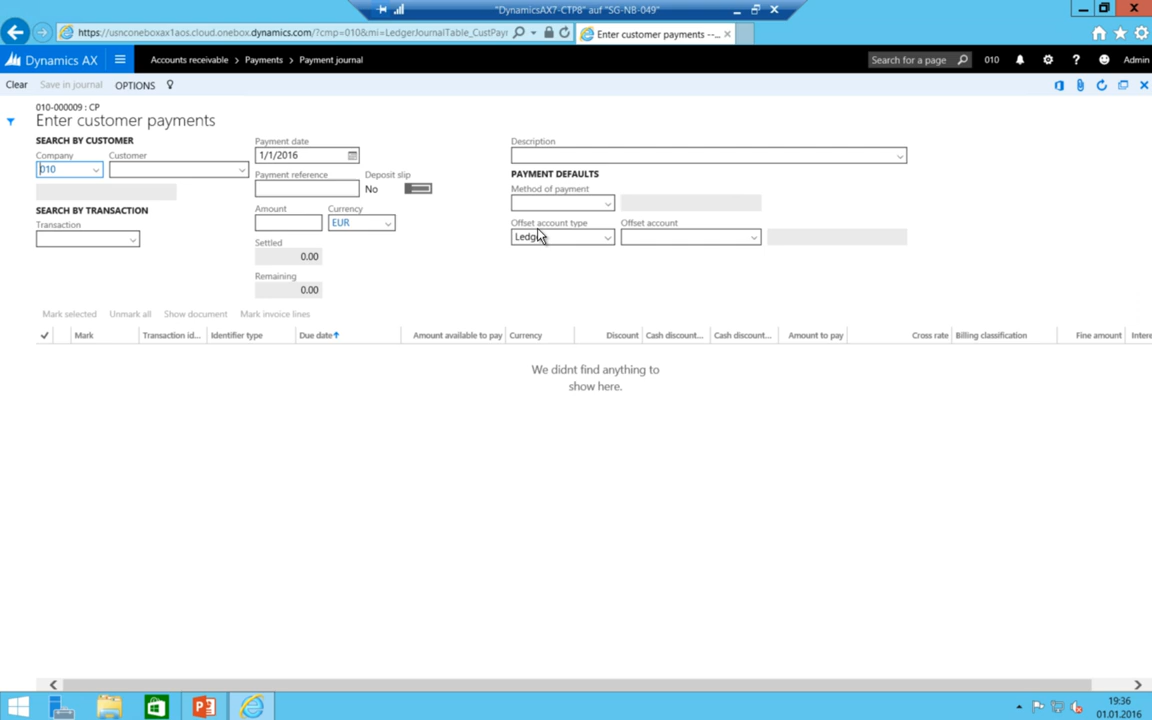 "DynamicsAX7-CTP8" auf "SG-NB-049"
https://usnconeboxax1aos.cloud.onebox.dynamics.com/?cmp=010&mi=LedgerJournalTable_CustPayı
Enter customer payments --...
Dynamics AX
Accounts receivable > Payments > Payment journal
Search for a page
010
?
Admin
Clear
Save in journal
OPTIONS
010-000009 : CP
Enter customer payments
SEARCH BY CUSTOMER
Company
Customer
010
SEARCH BY TRANSACTION
Transaction
Payment date
1/1/2016
Payment reference
Deposit slip
No
Amount
Currency
EUR
Settled
0.00
Remaining
0.00
Description
PAYMENT DEFAULTS
Method of payment
Offset account type
Offset account
Mark selected
Unmark all
Show document
Mark invoice lines
Mark
Transaction id...
Identifier type
Due date
Amount available to pay
Currency
Discount
Cash discount...
Cash discount...
Amount to pay
Cross rate
Billing classification
Fine amount
Intere
We didnt find anything to
show here.
19:36
01.01.2016